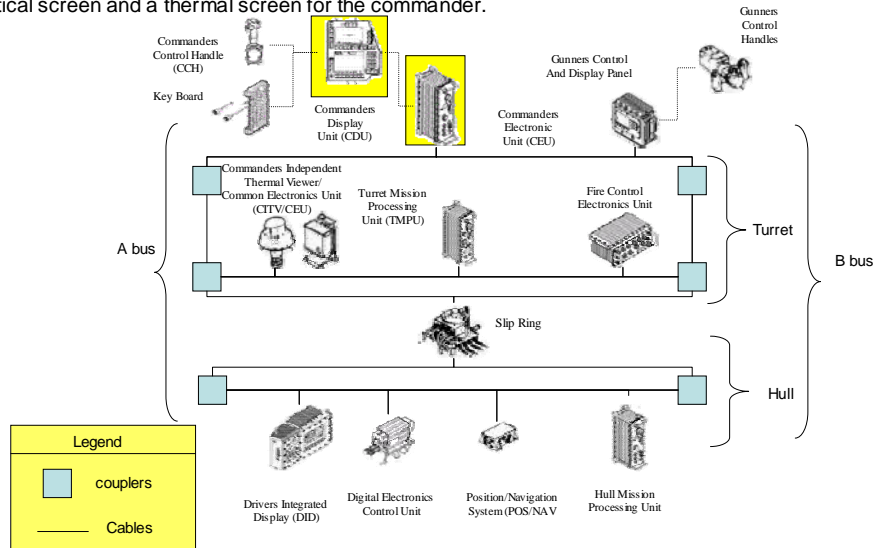 tical screen and a thermal screen for the commander.
Commanders
Control Handle
(CCH)
Key Board
Commanders
Display
Unit (CDU)
Commanders
Electronic
Unit (CEU)
Gunners Control
And Display Panel
Gunners
Control
Handles
Commanders Independent
Thermal Viewer/
Common Electronics Unit
(CITV/CEU)
Turret Mission
Processing
Unit (TMPU)
Fire Control
Electronics Unit
A bus
Turret
B bus
Slip Ring
Hull
Drivers Integrated
Display (DID)
Digital Electronics
Control Unit
Position/Navigation
System (POS/NAV
Hull Mission
Processing Unit
Legend
couplers
Cables